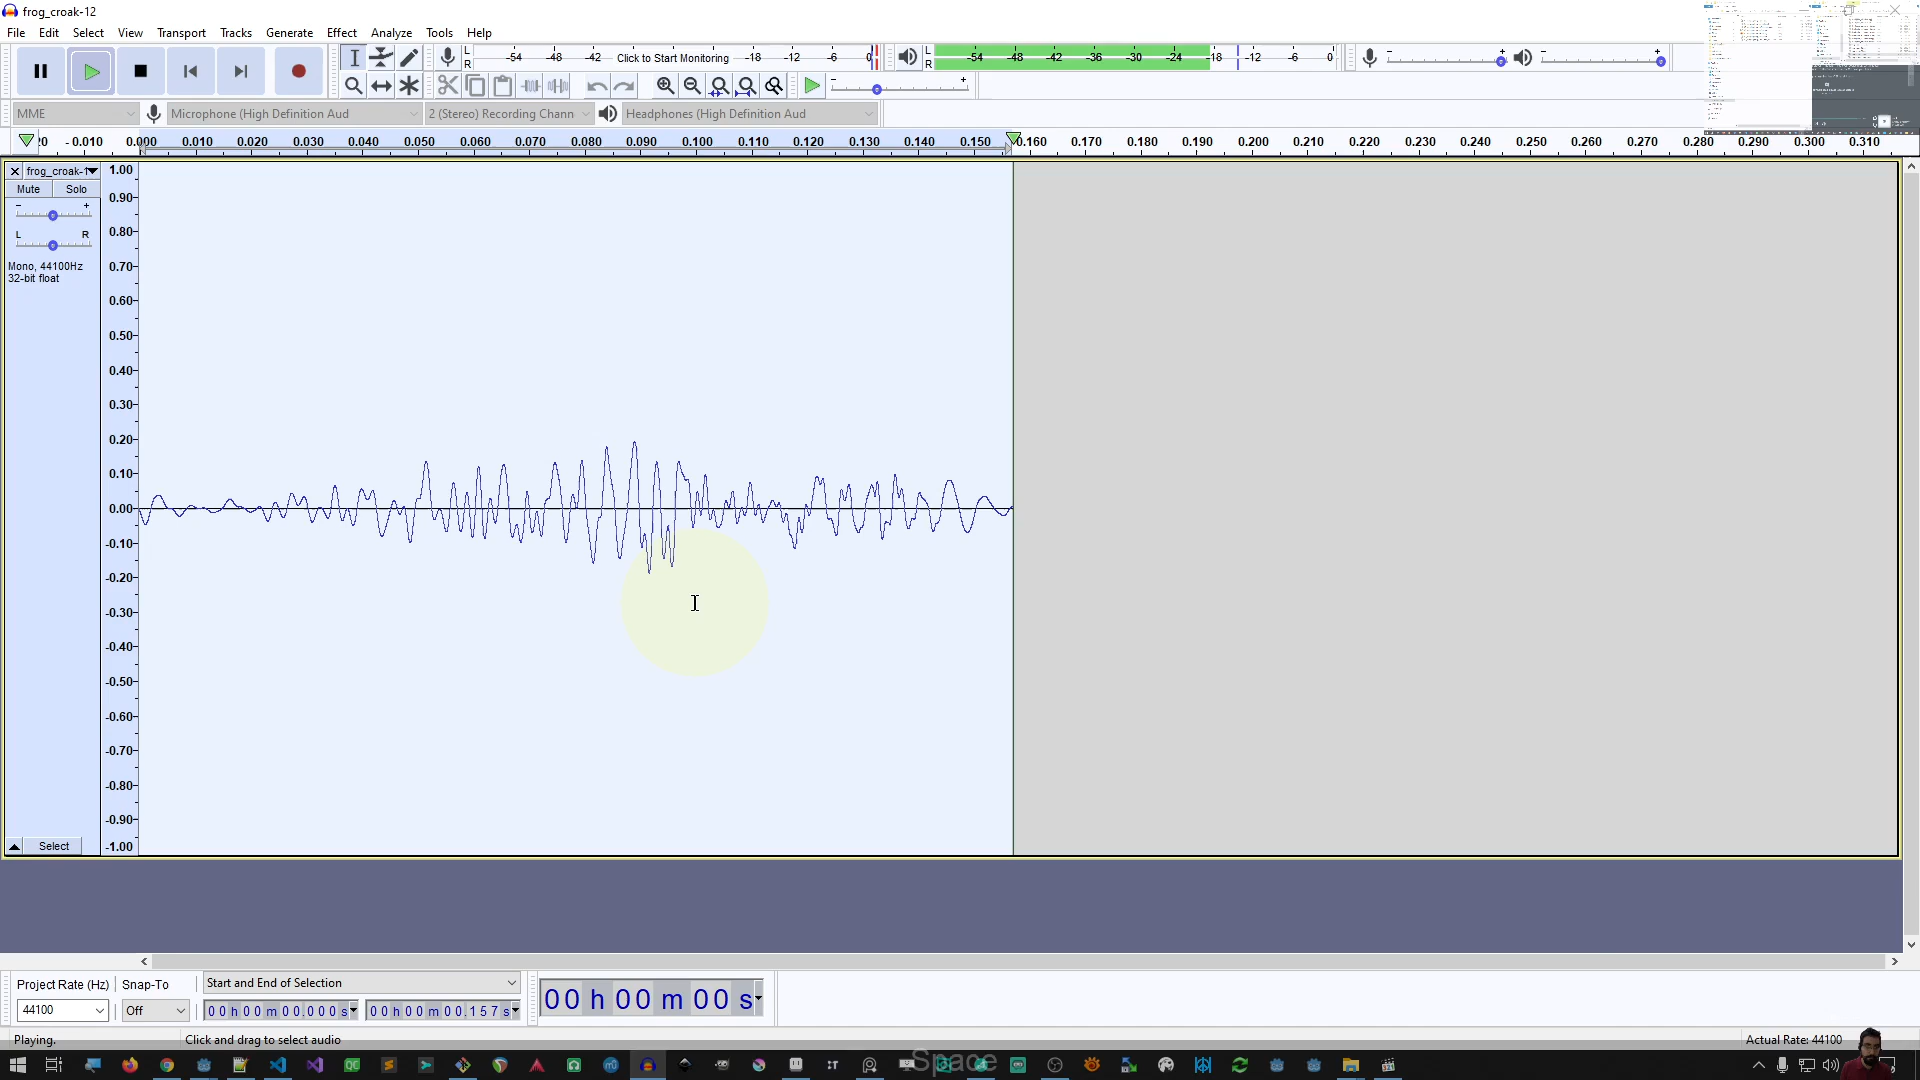 frog_croak-12
File Edit Select View Transport Tracks Generate Effect Analyze Tools Help
L R -54 -48 -42 Click to Start Monitoring -18 -12 -6 0 L R -54 -48 -42 -36 -30 -24 -18 -12 -6 0 - + - +
- +
MME Microphone (High Definition Aud 2 (Stereo) Recording Chann Headphones (High Definition Aud
-0.010 0.000 0.010 0.020 0.030 0.040 0.050 0.060 0.070 0.080 0.090 0.100 0.110 0.120 0.130 0.140 0.150 0.160 0.170 0.180 0.190 0.200 0.210 0.220 0.230 0.240 0.250 0.260 0.270 0.280 0.290 0.300 0.310
frog_croak-1 1.00
Mute Solo
0.90
- +
0.80
L R
Mono, 44100Hz 0.70
32-bit float
0.60
0.50
0.40
0.30
0.20
0.10
0.00
-0.10
-0.20
-0.30
-0.40
-0.50
-0.60
-0.70
-0.80
-0.90
Select -1.00
Project Rate (Hz) Snap-To Start and End of Selection
44100 Off 00h00m00.000s 00h00m00.157s 00 h 00 m 00 s
Playing. Click and drag to select audio Actual Rate: 44100
Space